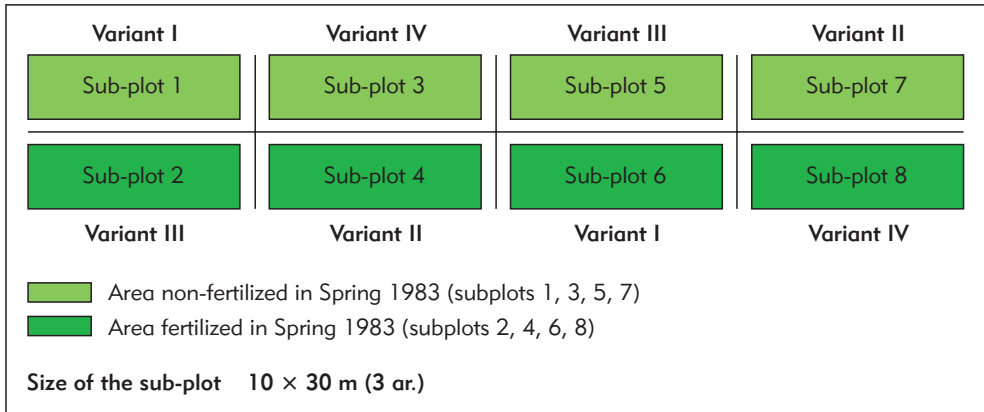 Variant I Variant IV Variant III Variant II
Sub-plot 1 Sub-plot 3 Sub-plot 5 Sub-plot 7
Sub-plot 2 Sub-plot 4 Sub-plot 6 Sub-plot 8
Variant III Variant II Variant I Variant IV
Area non-fertilized in Spring 1983 (subplots 1, 3, 5, 7)
Area fertilized in Spring 1983 (subplots 2, 4, 6, 8)
Size of the sub-plot 10 × 30 m (3 ar.)